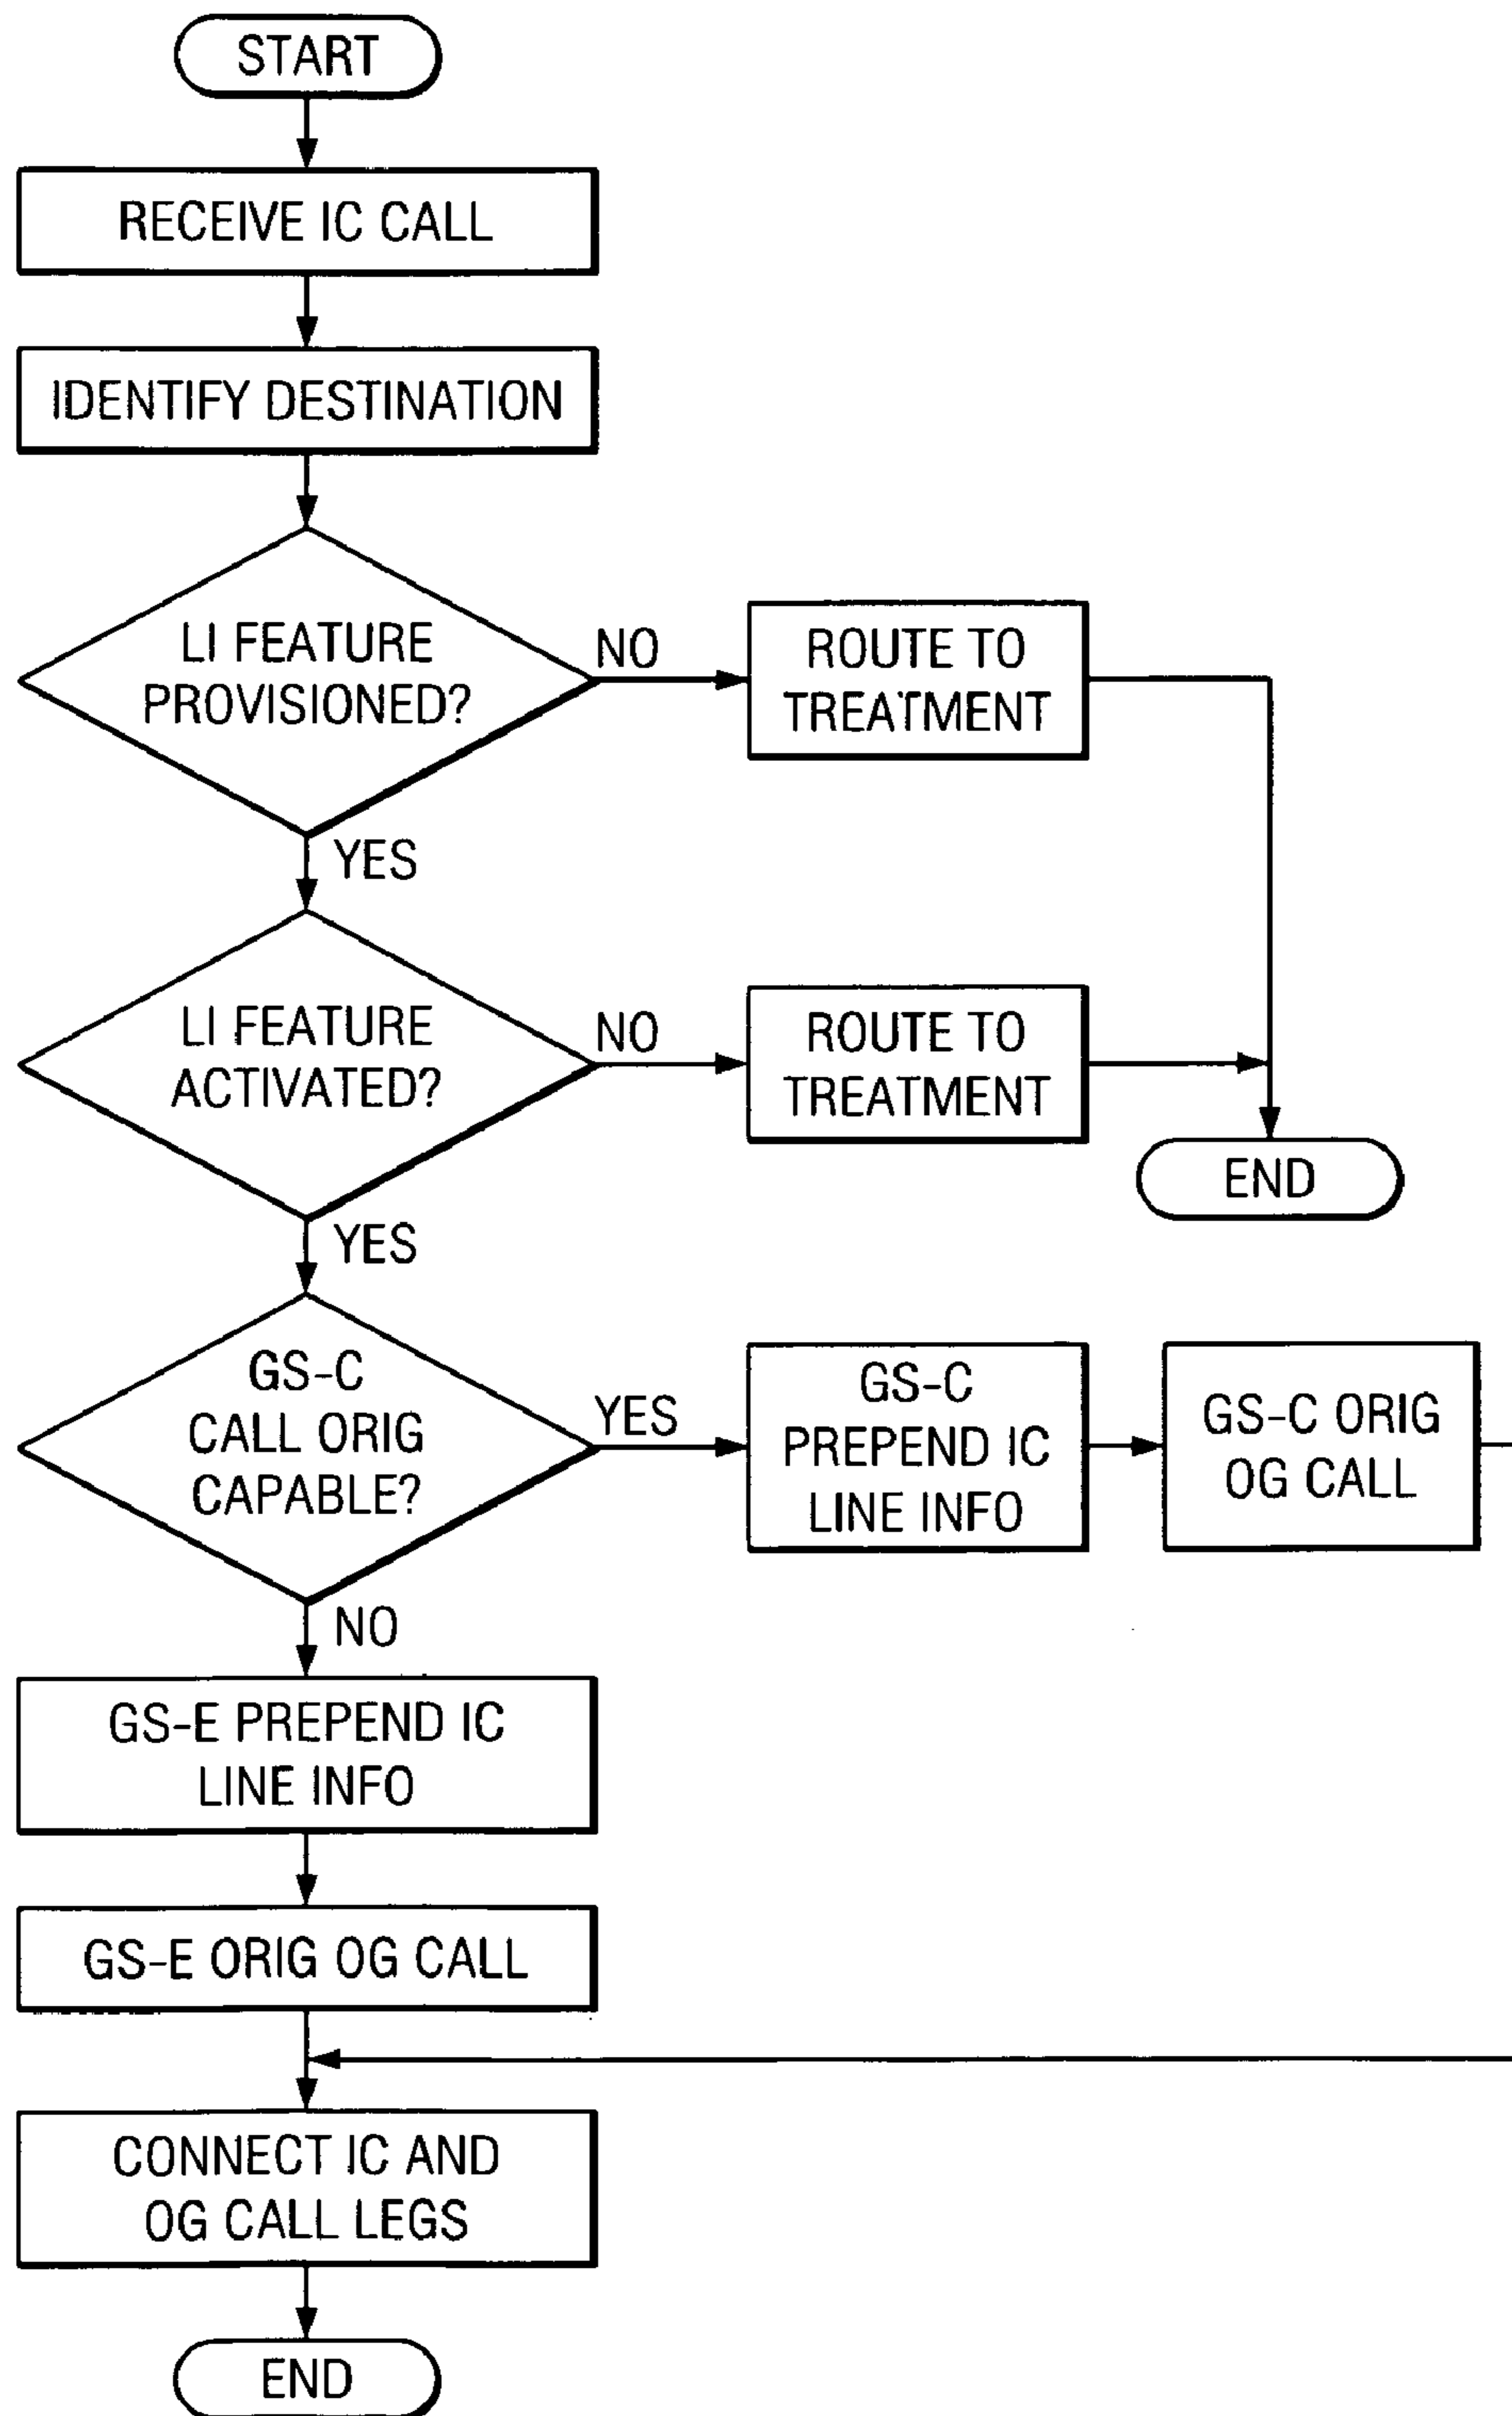 START
RECEIVE IC CALL
IDENTIFY DESTINATION
LI FEATURE
PROVISIONED?
NO
ROUTE TO
TREATMENT
YES
LI FEATURE
ACTIVATED?
NO
ROUTE TO
TREATMENT
END
YES
GS-C
CALL ORIG
CAPABLE?
YES
GS-C
PREPEND IC
LINE INFO
GS-C ORIG
OG CALL
NO
GS-E PREPEND IC
LINE INFO
GS-E ORIG OG CALL
CONNECT IC AND
OG CALL LEGS
END